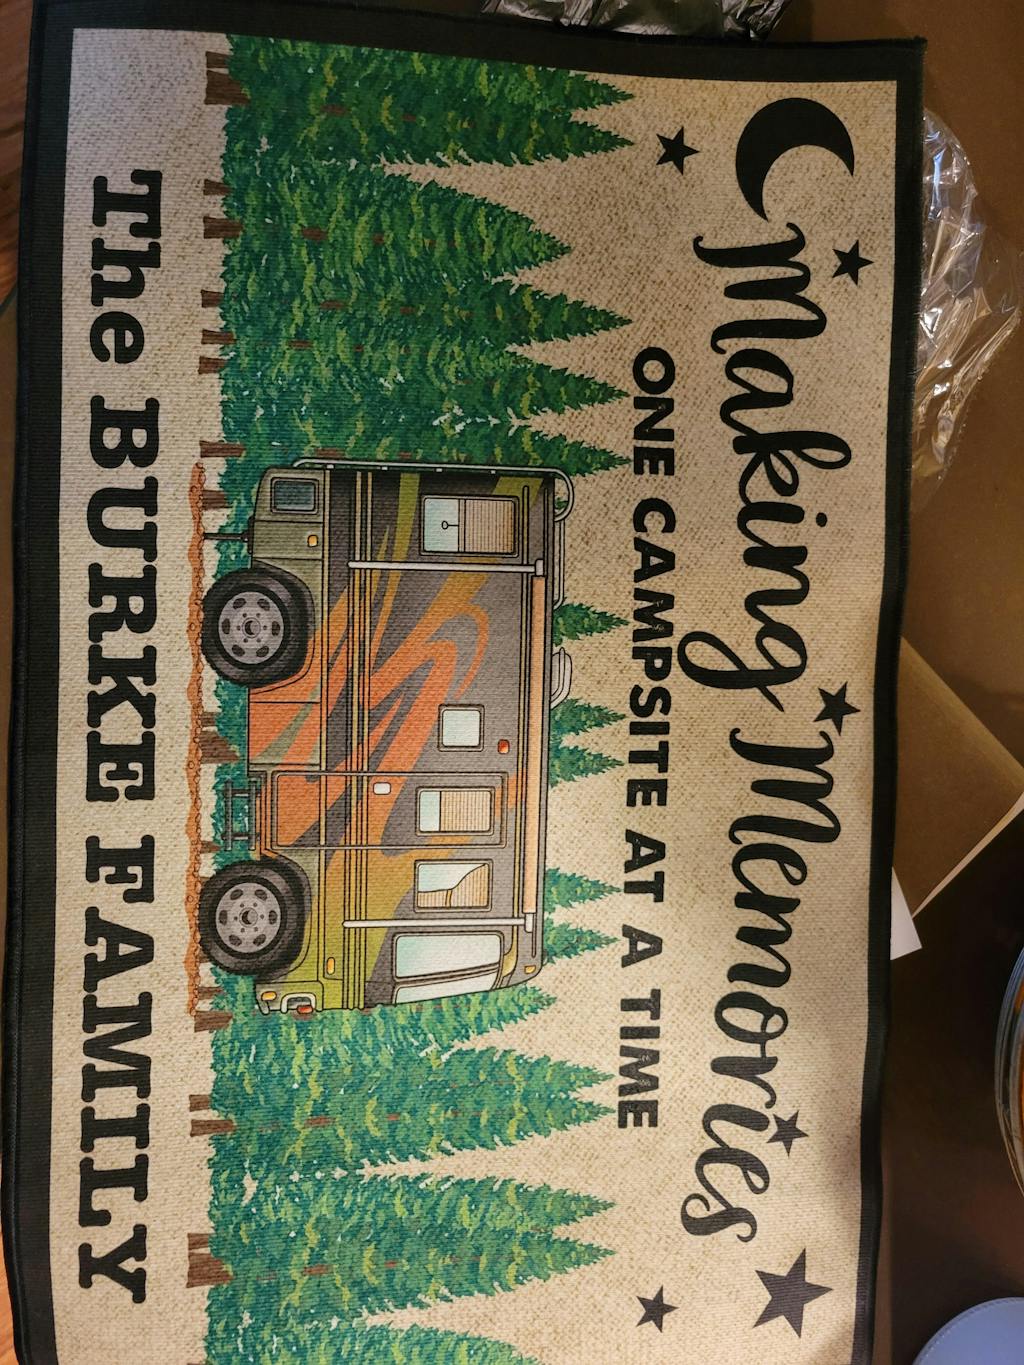 Making Memories
ONE CAMPSITE AT A TIME
The BURKE FAMILY